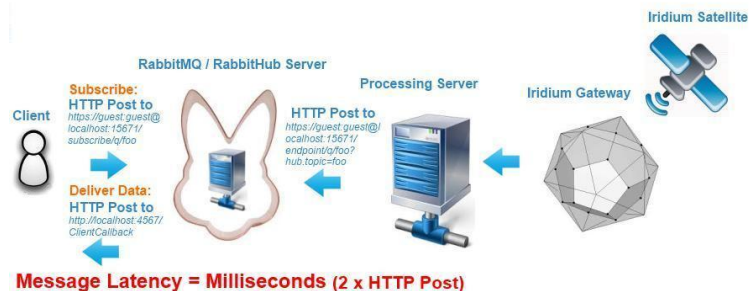 Iridium Satellite
RabbitMQ / RabbitHub Server
Processing Server
Iridium Gateway
Client
Subscribe:
HTTP Post to
https://guest:guest@
localhost:15671/
subscribe/q/foo
Deliver Data:
HTTP Post to
http://localhost:4567/
ClientCallback
HTTP Post to
https://guest:guest@l
ocalhost:15671/
endpoint/q/foo?
hub.topic=foo
Message Latency = Milliseconds (2 x HTTP Post)